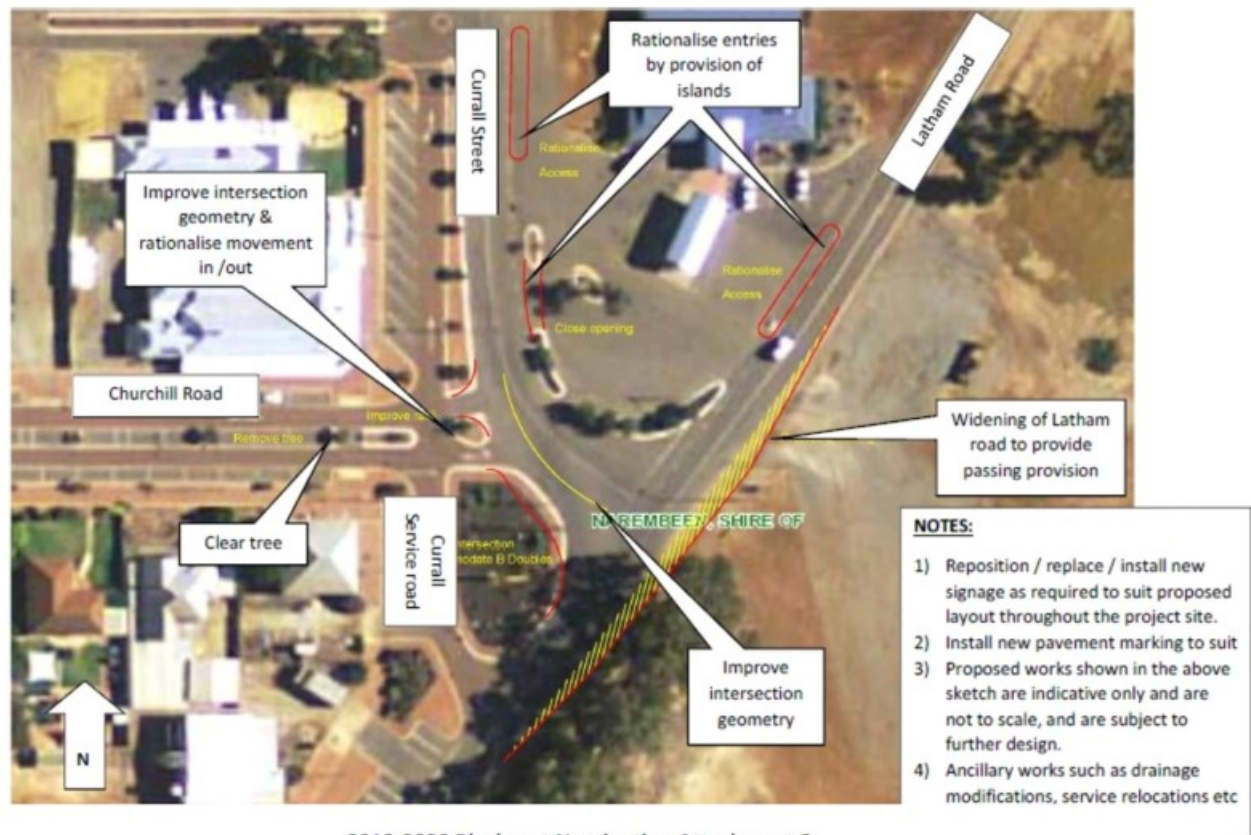 Currall Street
Rationalise entries
by provision of
islands
Latham Road
Rationalise
Access
Improve intersection
geometry &
rationalise movement
in /out
Rationalise
Access
Close opening
Churchill Road
Improve
Remove tree
Widening of Latham
road to provide
passing provision
Clear tree
Currall
Service road
B Doubles
NAREMBEEN, SHIRE OF
Improve
intersection
geometry
N
NOTES:
1) Reposition / replace / install new
signage as required to suit proposed
layout throughout the project site.
2) Install new pavement marking to suit
3) Proposed works shown in the above
sketch are indicative only and are
not to scale, and are subject to
further design.
4) Ancillary works such as drainage
modifications, service relocations etc